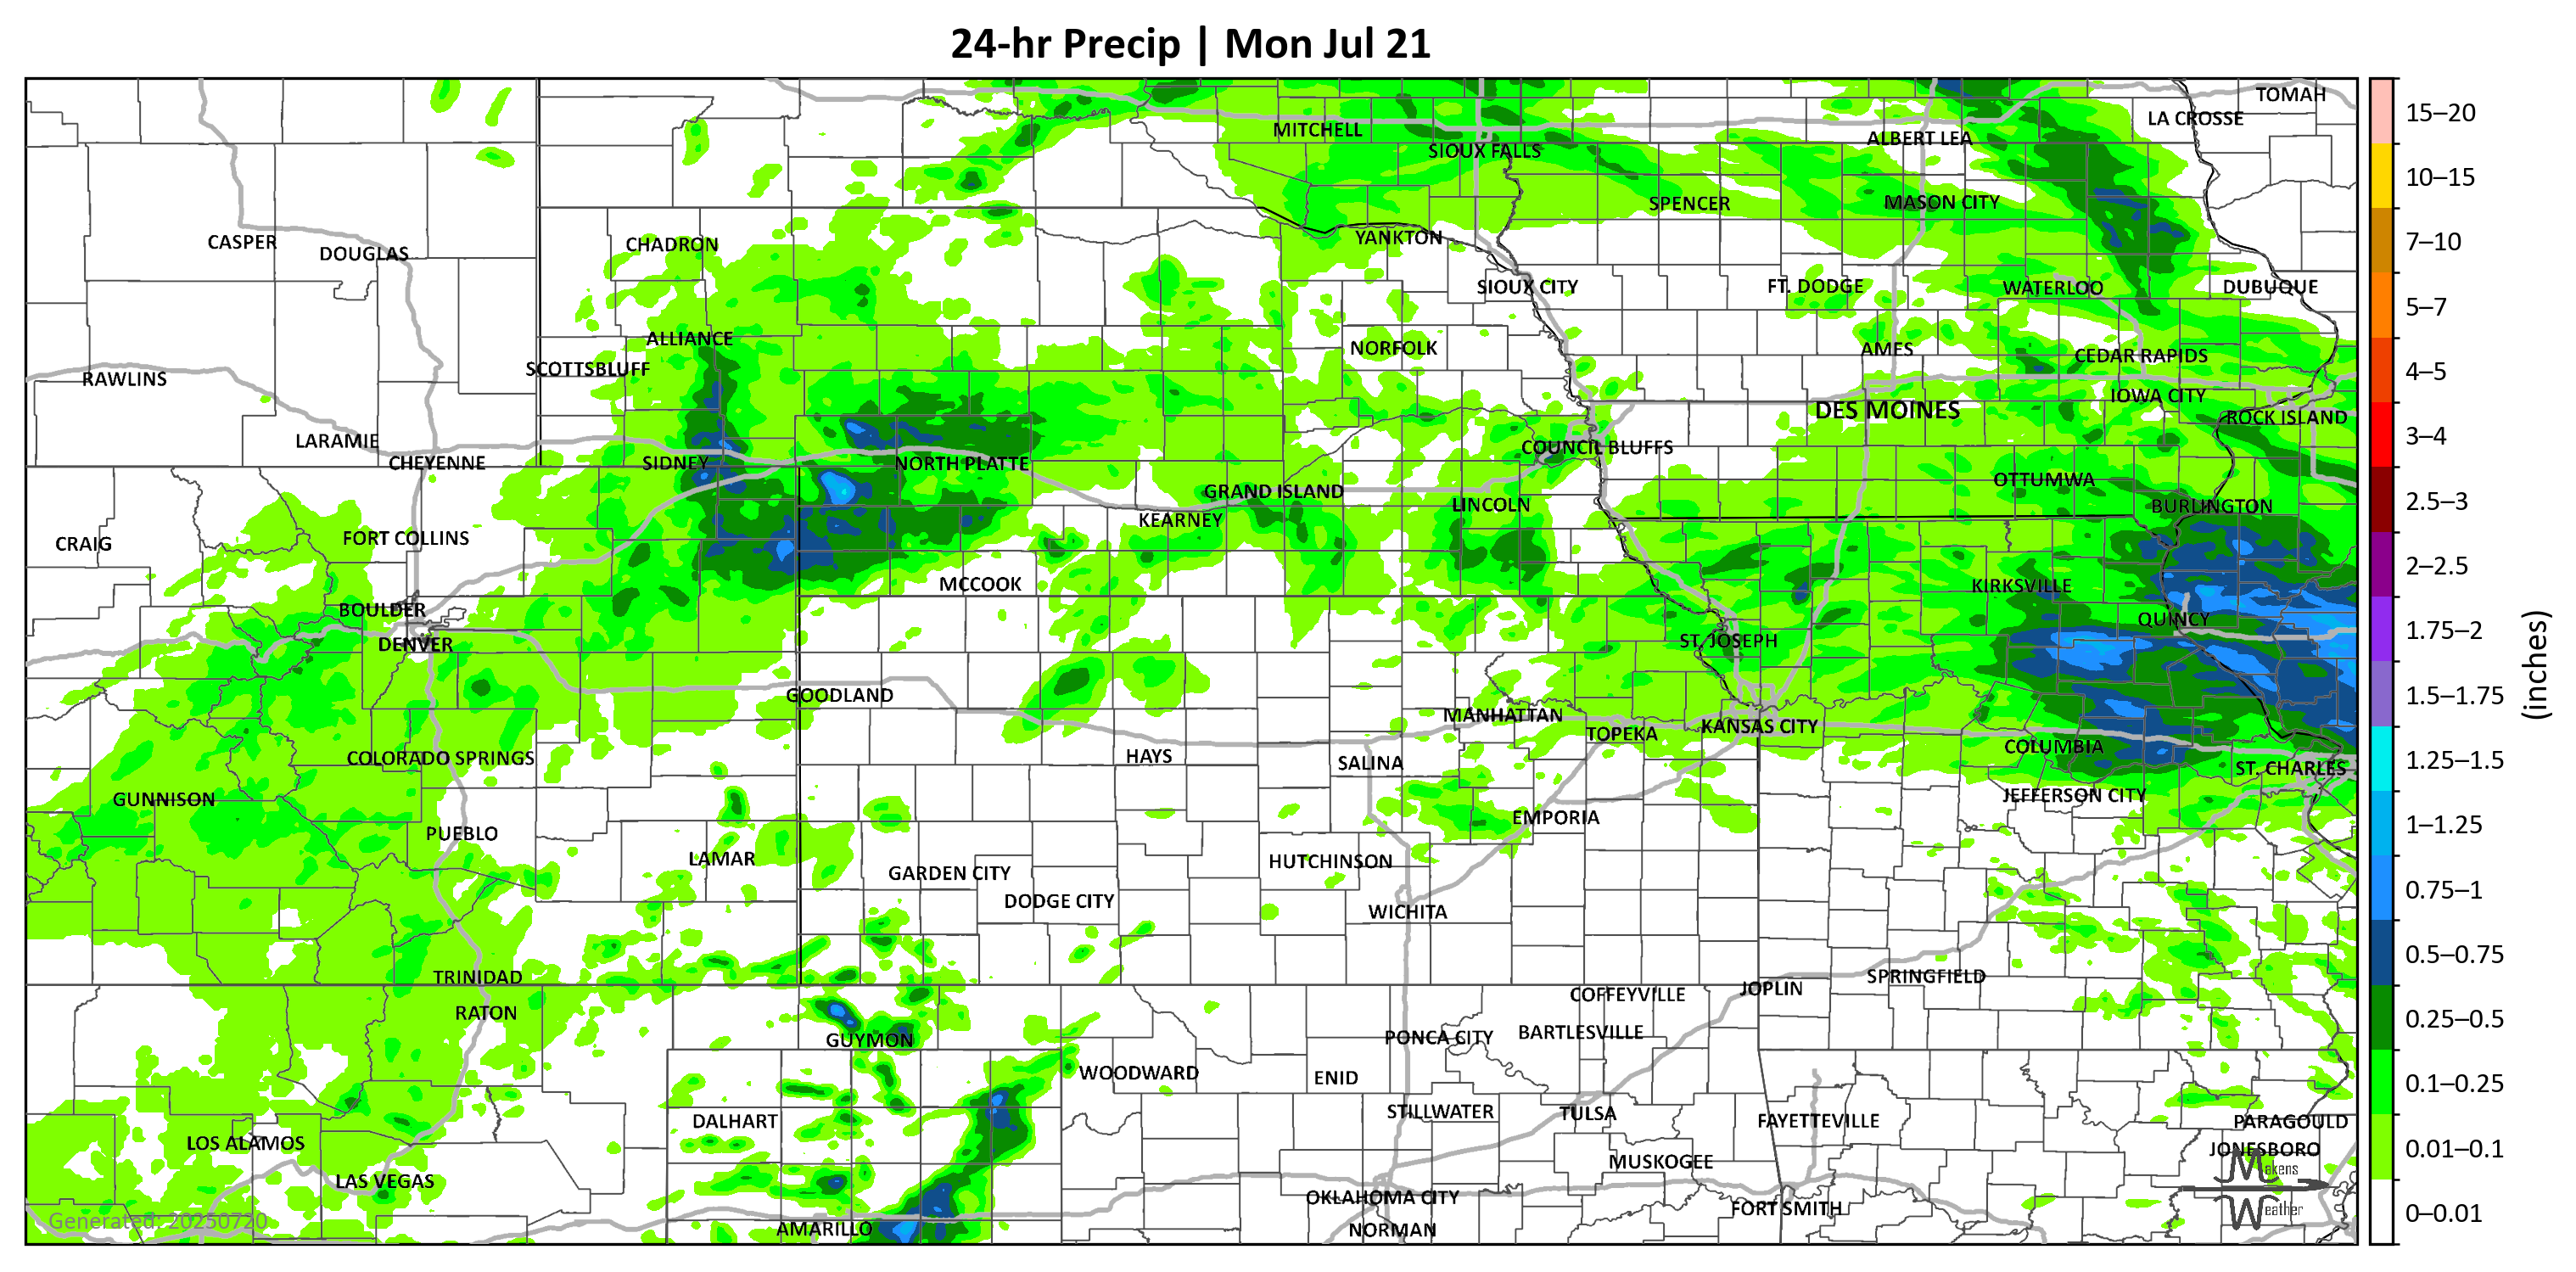 24-hr Precip | Mon Jul 21
TOMAH
LA CROSSE
MITCHELL
ALBERT LEA
SIOUX FALLS
SPENCER
MASON CITY
YANKTON
CASPER
CHADRON
DOUGLAS
SIOUX CITY
FT. DODGE
WATERLOO
DUBUQUE
ALLIANCE
NORFOLK
AMES
CEDAR RAPIDS
SCOTTSBLUFF
RAWLINS
IOWA CITY
DES MOINES
ROCK ISLAND
LARAMIE
COUNCIL BLUFFS
CHEYENNE
SIDNEY
NORTH PLATTE
OTTUMWA
GRAND ISLAND
LINCOLN
BURLINGTON
KEARNEY
FORT COLLINS
CRAIG
MCCOOK
KIRKSVILLE
BOULDER
QUINCY
DENVER
ST. JOSEPH
GOODLAND
MANHATTAN
KANSAS CITY
TOPEKA
COLUMBIA
COLORADO SPRINGS
HAYS
SALINA
ST. CHARLES
GUNNISON
JEFFERSON CITY
EMPORIA
PUEBLO
LAMAR
HUTCHINSON
GARDEN CITY
DODGE CITY
WICHITA
TRINIDAD
SPRINGFIELD
JOPLIN
COFFEYVILLE
RATON
BARTLESVILLE
PONCA CITY
GUYMON
WOODWARD
ENID
STILLWATER
TULSA
DALHART
FAYETTEVILLE
PARAGOULD
LOS ALAMOS
JONESBORO
MUSKOGEE
LAS VEGAS
OKLAHOMA CITY
FORT SMITH
AMARILLO
NORMAN
Generated: 20250720
Makens
Weather
15–20
10–15
7–10
5–7
4–5
3–4
2.5–3
2–2.5
1.75–2
1.5–1.75
1.25–1.5
1–1.25
0.75–1
0.5–0.75
0.25–0.5
0.1–0.25
0.01–0.1
0–0.01
(inches)